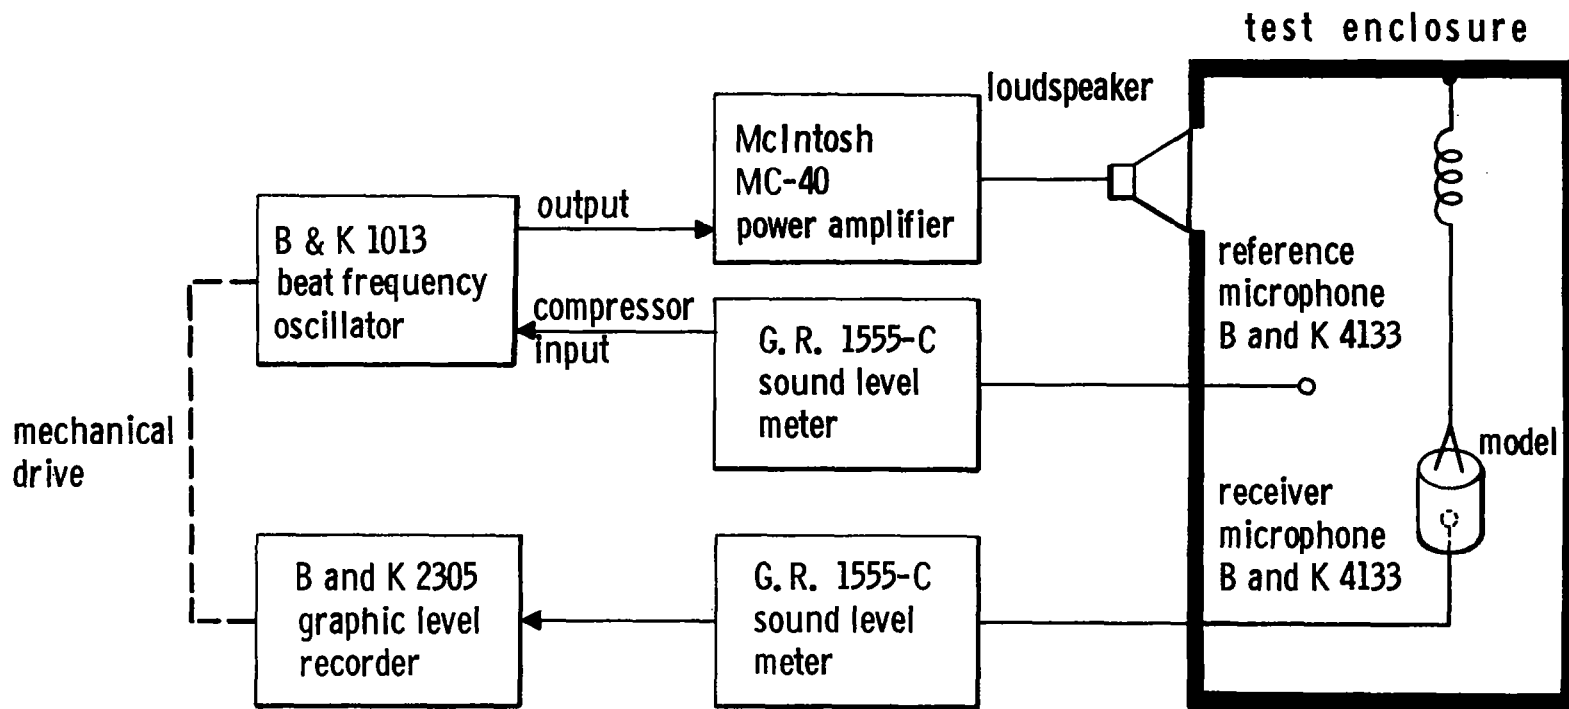 test enclosure
loudspeaker
McIntosh
MC-40
power amplifier
output
B & K 1013
beat frequency
oscillator
compressor
input
G. R. 1555-C
sound level
meter
reference
microphone
B and K 4133
mechanical
drive
model
receiver
microphone
B and K 4133
B and K 2305
graphic level
recorder
G. R. 1555-C
sound level
meter